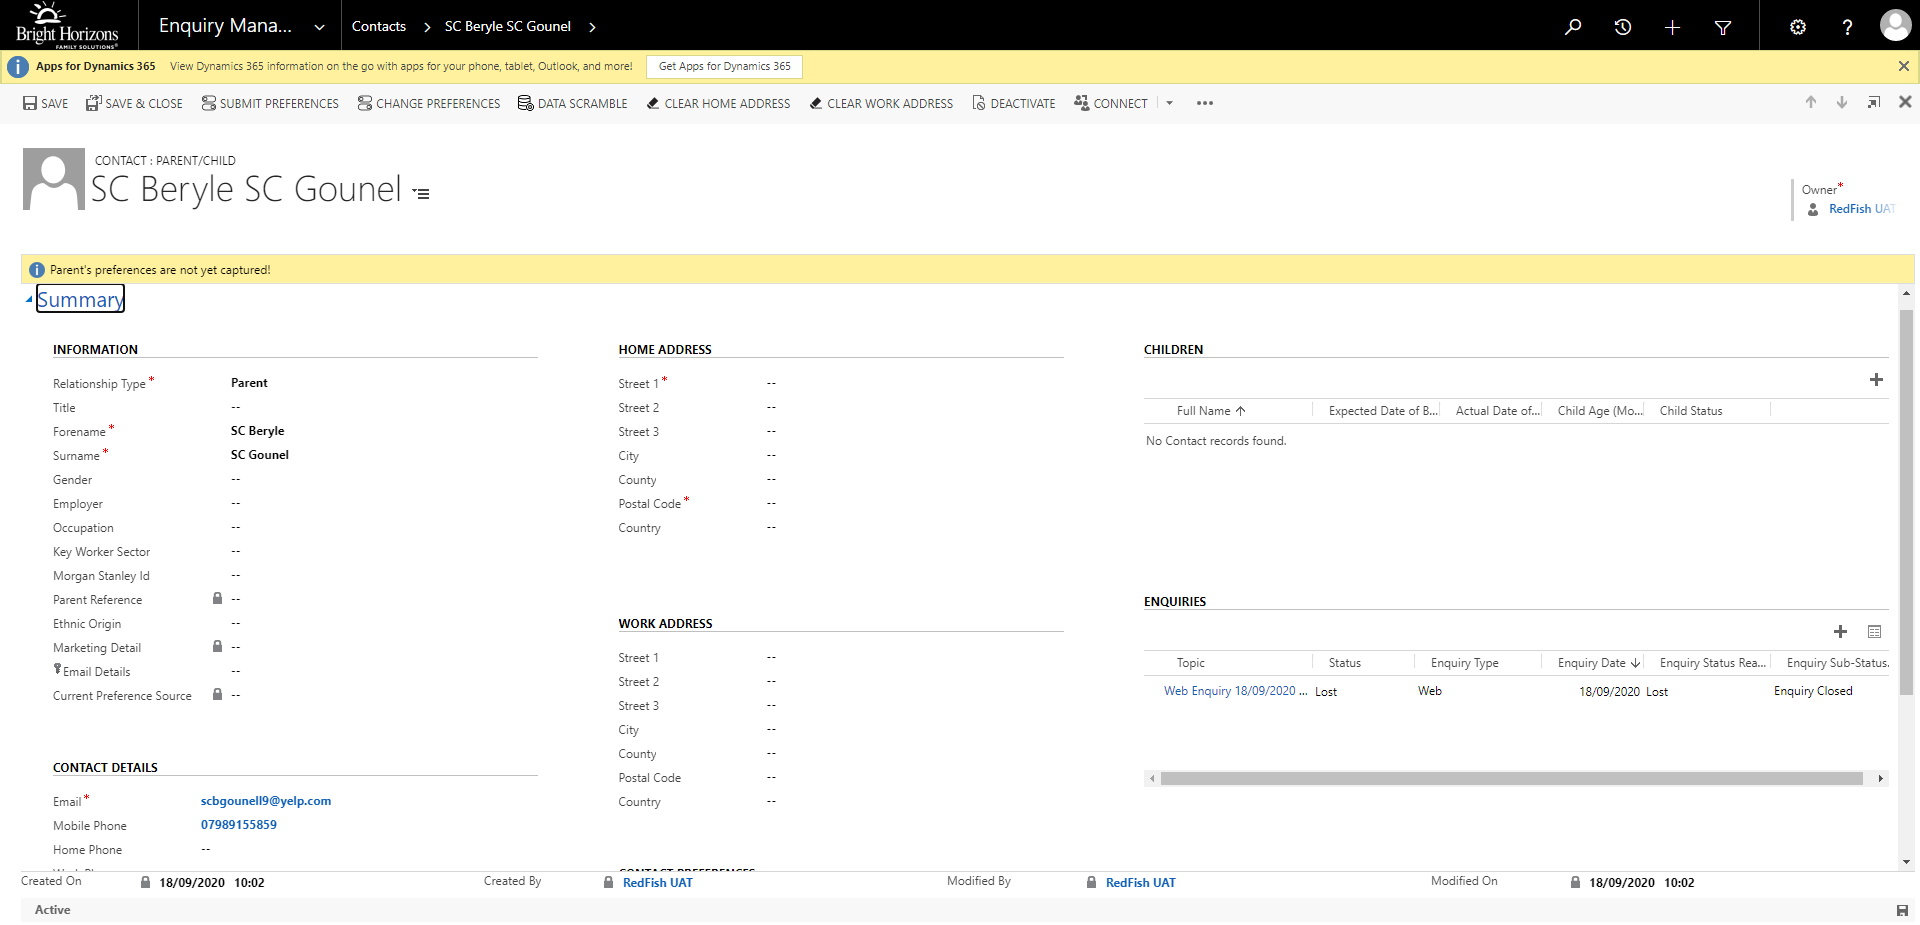 Bright Horizons
FAMILY SOLUTIONS
Enquiry Mana...
Contacts
SC Beryle SC Gounel
Apps for Dynamics 365
View Dynamics 365 information on the go with apps for your phone, tablet, Outlook, and more!
Get Apps for Dynamics 365
SAVE
SAVE & CLOSE
SUBMIT PREFERENCES
CHANGE PREFERENCES
DATA SCRAMBLE
CLEAR HOME ADDRESS
CLEAR WORK ADDRESS
DEACTIVATE
CONNECT
CONTACT : PARENT/CHILD
SC Beryle SC Gounel
Owner*
RedFish UAT
Parent's preferences are not yet captured!
Summary
INFORMATION
Relationship Type* Parent
Title --
Forename* SC Beryle
Surname* SC Gounel
Gender --
Employer --
Occupation --
Key Worker Sector --
Morgan Stanley Id --
Parent Reference --
Ethnic Origin --
Marketing Detail --
Email Details --
Current Preference Source --
CONTACT DETAILS
Email* scbgounell9@yelp.com
Mobile Phone 07989155859
Home Phone --
HOME ADDRESS
Street 1* --
Street 2 --
Street 3 --
City --
County --
Postal Code* --
Country --
WORK ADDRESS
Street 1 --
Street 2 --
Street 3 --
City --
County --
Postal Code --
Country --
CONTACT PREFERENCES
CHILDREN
Full Name Expected Date of B... Actual Date of... Child Age (Mo... Child Status
No Contact records found.
ENQUIRIES
Topic Status Enquiry Type Enquiry Date Enquiry Status Rea... Enquiry Sub-Status.
Web Enquiry 18/09/2020 ... Lost Web 18/09/2020 Lost Enquiry Closed
Created On 18/09/2020 10:02 Created By RedFish UAT Modified By RedFish UAT Modified On 18/09/2020 10:02
Active